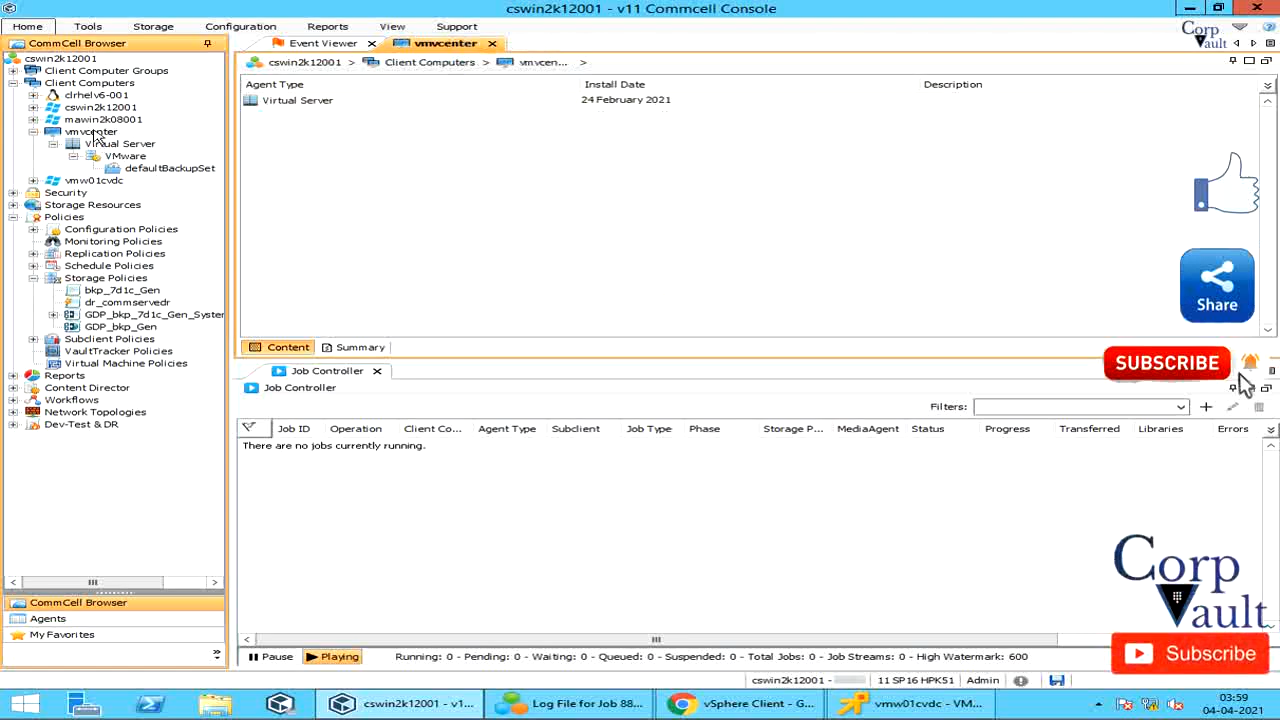 cswin2k12001 - v11 Commcell Console
Home Tools Storage Configuration Reports View Support
CommCell Browser
Event Viewer
vmvcenter
Corp Vault
cswin2k12001
Client Computer Groups
Client Computers
clrhelv6-001
cswin2k12001
mawin2k08001
vmvcenter
Virtual Server
VMware
defaultBackupSet
vmw01cvdc
Security
Storage Resources
Policies
Configuration Policies
Monitoring Policies
Replication Policies
Schedule Policies
Storage Policies
bkp_7d1c_Gen
dr_commservedr
GDP_bkp_7d1c_Gen_Syster
GDP_bkp_Gen
Subclient Policies
VaultTracker Policies
Virtual Machine Policies
Reports
Content Director
Workflows
Network Topologies
Dev-Test & DR
CommCell Browser
Agents
My Favorites
cswin2k12001 > Client Computers > vmvcen... >
Agent Type Install Date Description
Virtual Server 24 February 2021
Share
Content Summary
SUBSCRIBE
Job Controller
Job Controller
Filters:
Job ID Operation Client Co... Agent Type Subclient Job Type Phase Storage P... MediaAgent Status Progress Transferred Libraries Errors
There are no jobs currently running.
Corp
Vault
Subscribe
Pause Playing Running: 0 - Pending: 0 - Waiting: 0 - Queued: 0 - Suspended: 0 - Total Jobs: 0 - Job Streams: 0 - High Watermark: 600
cswin2k12001 - 11 SP16 HPK51 Admin
cswin2k12001 - v1... Log File for Job 88... vSphere Client - G... vmw01cvdc - VM...
03:59
04-04-2021